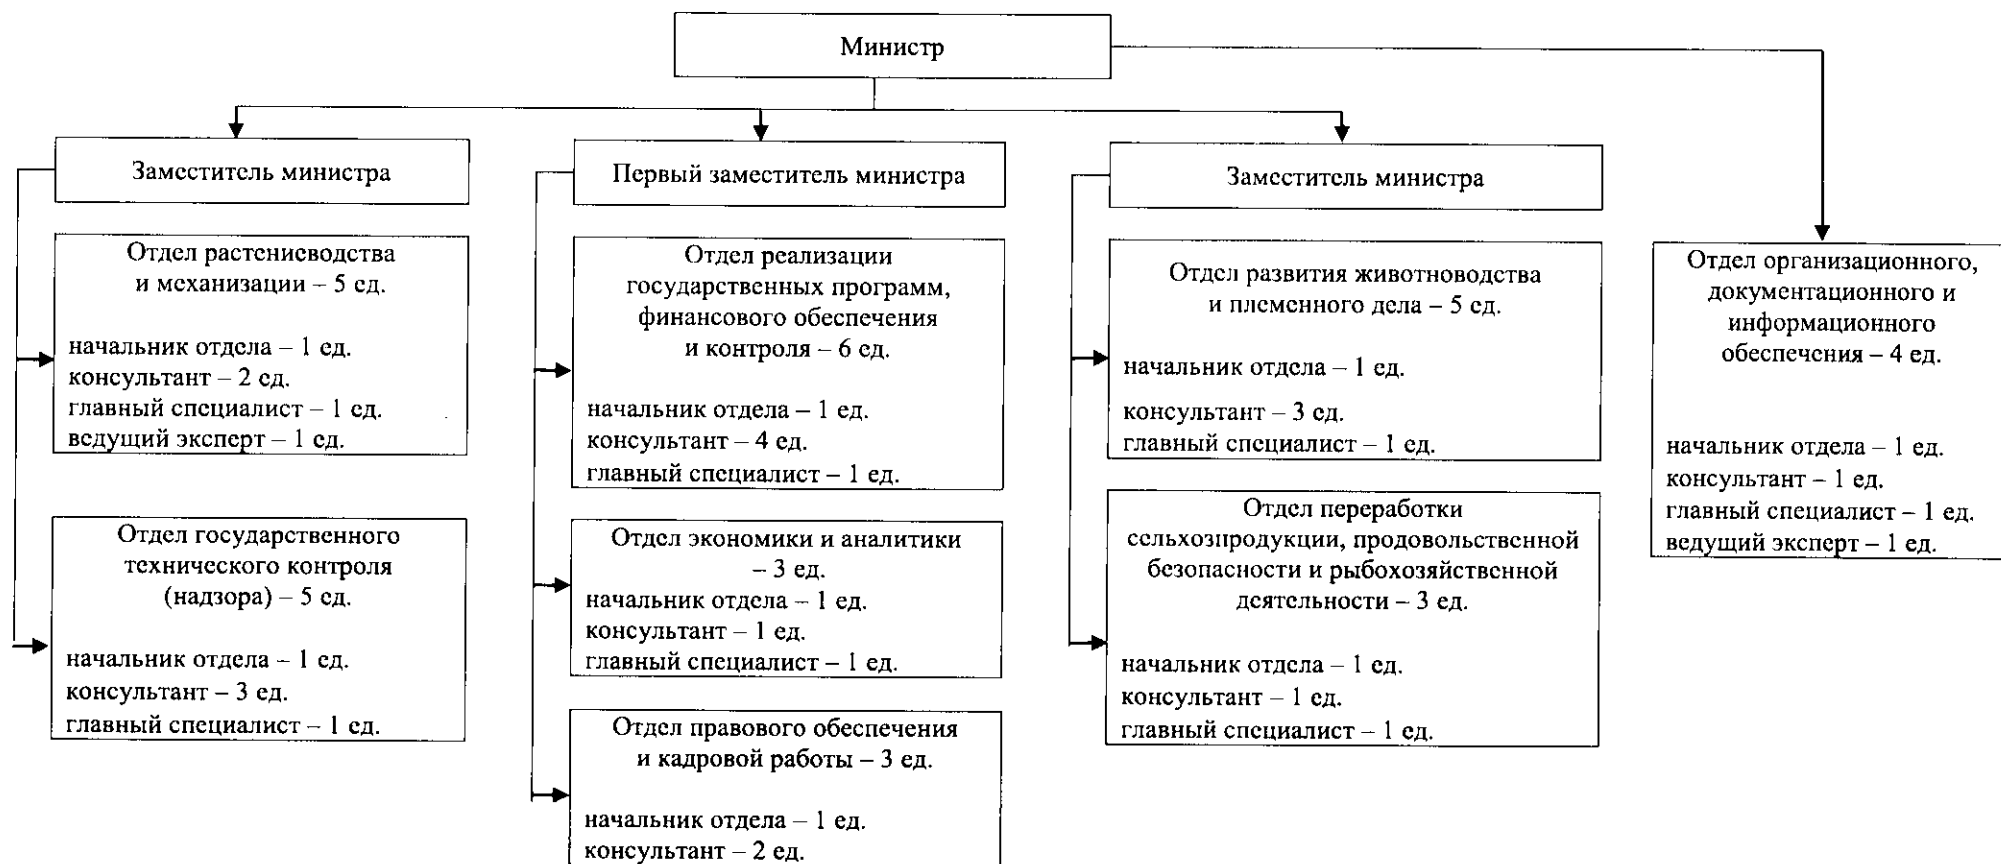 Министр
Заместитель министра
Отдел растениеводства
и механизации – 5 ед.
начальник отдела – 1 ед.
консультант – 2 ед.
главный специалист – 1 ед.
ведущий эксперт – 1 ед.
Отдел государственного
технического контроля
(надзора) – 5 ед.
начальник отдела – 1 ед.
консультант – 3 ед.
главный специалист – 1 ед.
Первый заместитель министра
Отдел реализации
государственных программ,
финансового обеспечения
и контроля – 6 ед.
начальник отдела – 1 ед.
консультант – 4 ед.
главный специалист – 1 ед.
Отдел экономики и аналитики
– 3 ед.
начальник отдела – 1 ед.
консультант – 1 ед.
главный специалист – 1 ед.
Отдел правового обеспечения
и кадровой работы – 3 ед.
начальник отдела – 1 ед.
консультант – 2 ед.
Заместитель министра
Отдел развития животноводства
и племенного дела – 5 ед.
начальник отдела – 1 ед.
консультант – 3 ед.
главный специалист – 1 ед.
Отдел переработки
сельхозпродукции, продовольственной
безопасности и рыбохозяйственной
деятельности – 3 ед.
начальник отдела – 1 ед.
консультант – 1 ед.
главный специалист – 1 ед.
Отдел организационного,
документационного и
информационного
обеспечения – 4 ед.
начальник отдела – 1 ед.
консультант – 1 ед.
главный специалист – 1 ед.
ведущий эксперт – 1 ед.